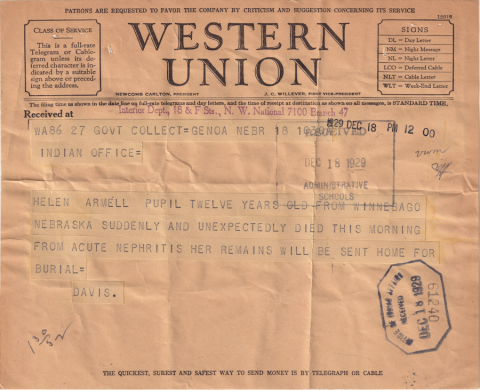 PATRONS ARE REQUESTED TO FAVOR THE COMPANY BY CRITICISM AND SUGGESTION CONCERNING ITS SERVICE
CLASS OF SERVICE
This is a full-rate Telegram or Cablegram unless its deferred character is indicated by a suitable sign above or preceding the address.
WESTERN
UNION
NEWCOMB CARLTON, PRESIDENT
J. C. WILLEVER, FIRST VICE-PRESIDENT
SIGNS
DL = Day Letter
NM = Night Message
NL = Night Letter
LCO = Deferred Cable
NLT = Cable Letter
WLT = Week-End Letter
The filing time as shown in the date line on full-rate telegrams and day letters, and the time of receipt at destination as shown on all messages, is STANDARD TIME.
Received at
Interior Dept., 18 & F Sts., N. W. National 7100 Branch 47
WA86 27 GOVT COLLECT=GENOA NEBR 18
1929 DEC 18 PM 12 00
INDIAN OFFICE=
RECEIVED
DEC 18 1929
ADMINISTRATIVE
SCHOOLS
HELEN ARMELL PUPIL TWELVE YEARS OLD FROM WINNEBAGO
NEBRASKA SUDDENLY AND UNEXPECTEDLY DIED THIS MORNING
FROM ACUTE NEPHRITIS HER REMAINS WILL BE SENT HOME FOR
BURIAL=
DAVIS.
RECEIVED
DEC 18 1929
61240
THE QUICKEST, SUREST AND SAFEST WAY TO SEND MONEY IS BY TELEGRAPH OR CABLE